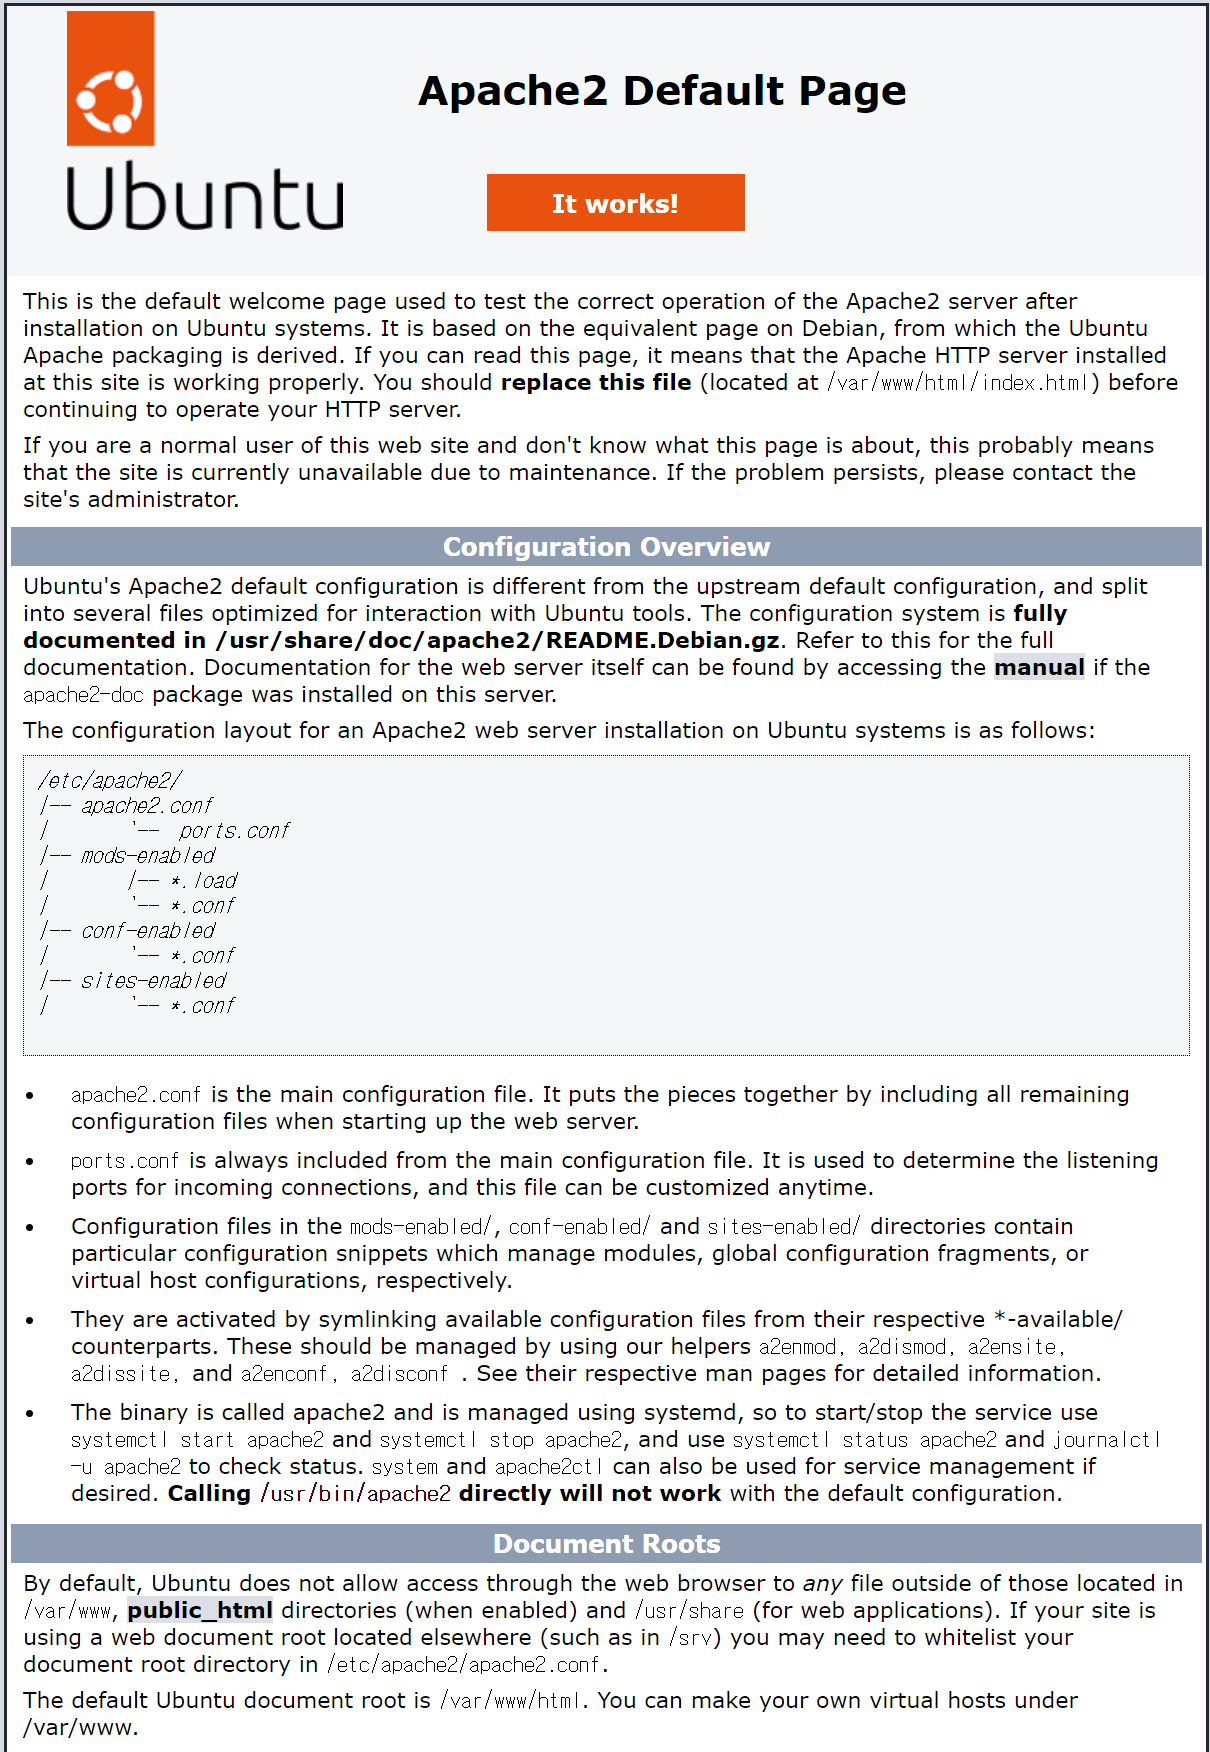 Ubuntu
Apache2 Default Page
It works!
This is the default welcome page used to test the correct operation of the Apache2 server after
installation on Ubuntu systems. It is based on the equivalent page on Debian, from which the Ubuntu
Apache packaging is derived. If you can read this page, it means that the Apache HTTP server installed
at this site is working properly. You should replace this file (located at /var/www/html/index.html) before
continuing to operate your HTTP server.
If you are a normal user of this web site and don't know what this page is about, this probably means
that the site is currently unavailable due to maintenance. If the problem persists, please contact the
site's administrator.
Configuration Overview
Ubuntu's Apache2 default configuration is different from the upstream default configuration, and split
into several files optimized for interaction with Ubuntu tools. The configuration system is fully
documented in /usr/share/doc/apache2/README.Debian.gz. Refer to this for the full
documentation. Documentation for the web server itself can be found by accessing the manual if the
apache2-doc package was installed on this server.
The configuration layout for an Apache2 web server installation on Ubuntu systems is as follows:
/etc/apache2/
|-- apache2.conf
|       `--  ports.conf
|-- mods-enabled
|       |-- *.load
|       `-- *.conf
|-- conf-enabled
|       `-- *.conf
|-- sites-enabled
|       `-- *.conf
• apache2.conf is the main configuration file. It puts the pieces together by including all remaining
configuration files when starting up the web server.
• ports.conf is always included from the main configuration file. It is used to determine the listening
ports for incoming connections, and this file can be customized anytime.
• Configuration files in the mods-enabled/, conf-enabled/ and sites-enabled/ directories contain
particular configuration snippets which manage modules, global configuration fragments, or
virtual host configurations, respectively.
• They are activated by symlinking available configuration files from their respective *-available/
counterparts. These should be managed by using our helpers a2enmod, a2dismod, a2ensite,
a2dissite, and a2enconf, a2disconf . See their respective man pages for detailed information.
• The binary is called apache2 and is managed using systemd, so to start/stop the service use
systemctl start apache2 and systemctl stop apache2, and use systemctl status apache2 and journalctl
-u apache2 to check status. system and apache2ctl can also be used for service management if
desired. Calling /usr/bin/apache2 directly will not work with the default configuration.
Document Roots
By default, Ubuntu does not allow access through the web browser to any file outside of those located in
/var/www, public_html directories (when enabled) and /usr/share (for web applications). If your site is
using a web document root located elsewhere (such as in /srv) you may need to whitelist your
document root directory in /etc/apache2/apache2.conf.
The default Ubuntu document root is /var/www/html. You can make your own virtual hosts under
/var/www.